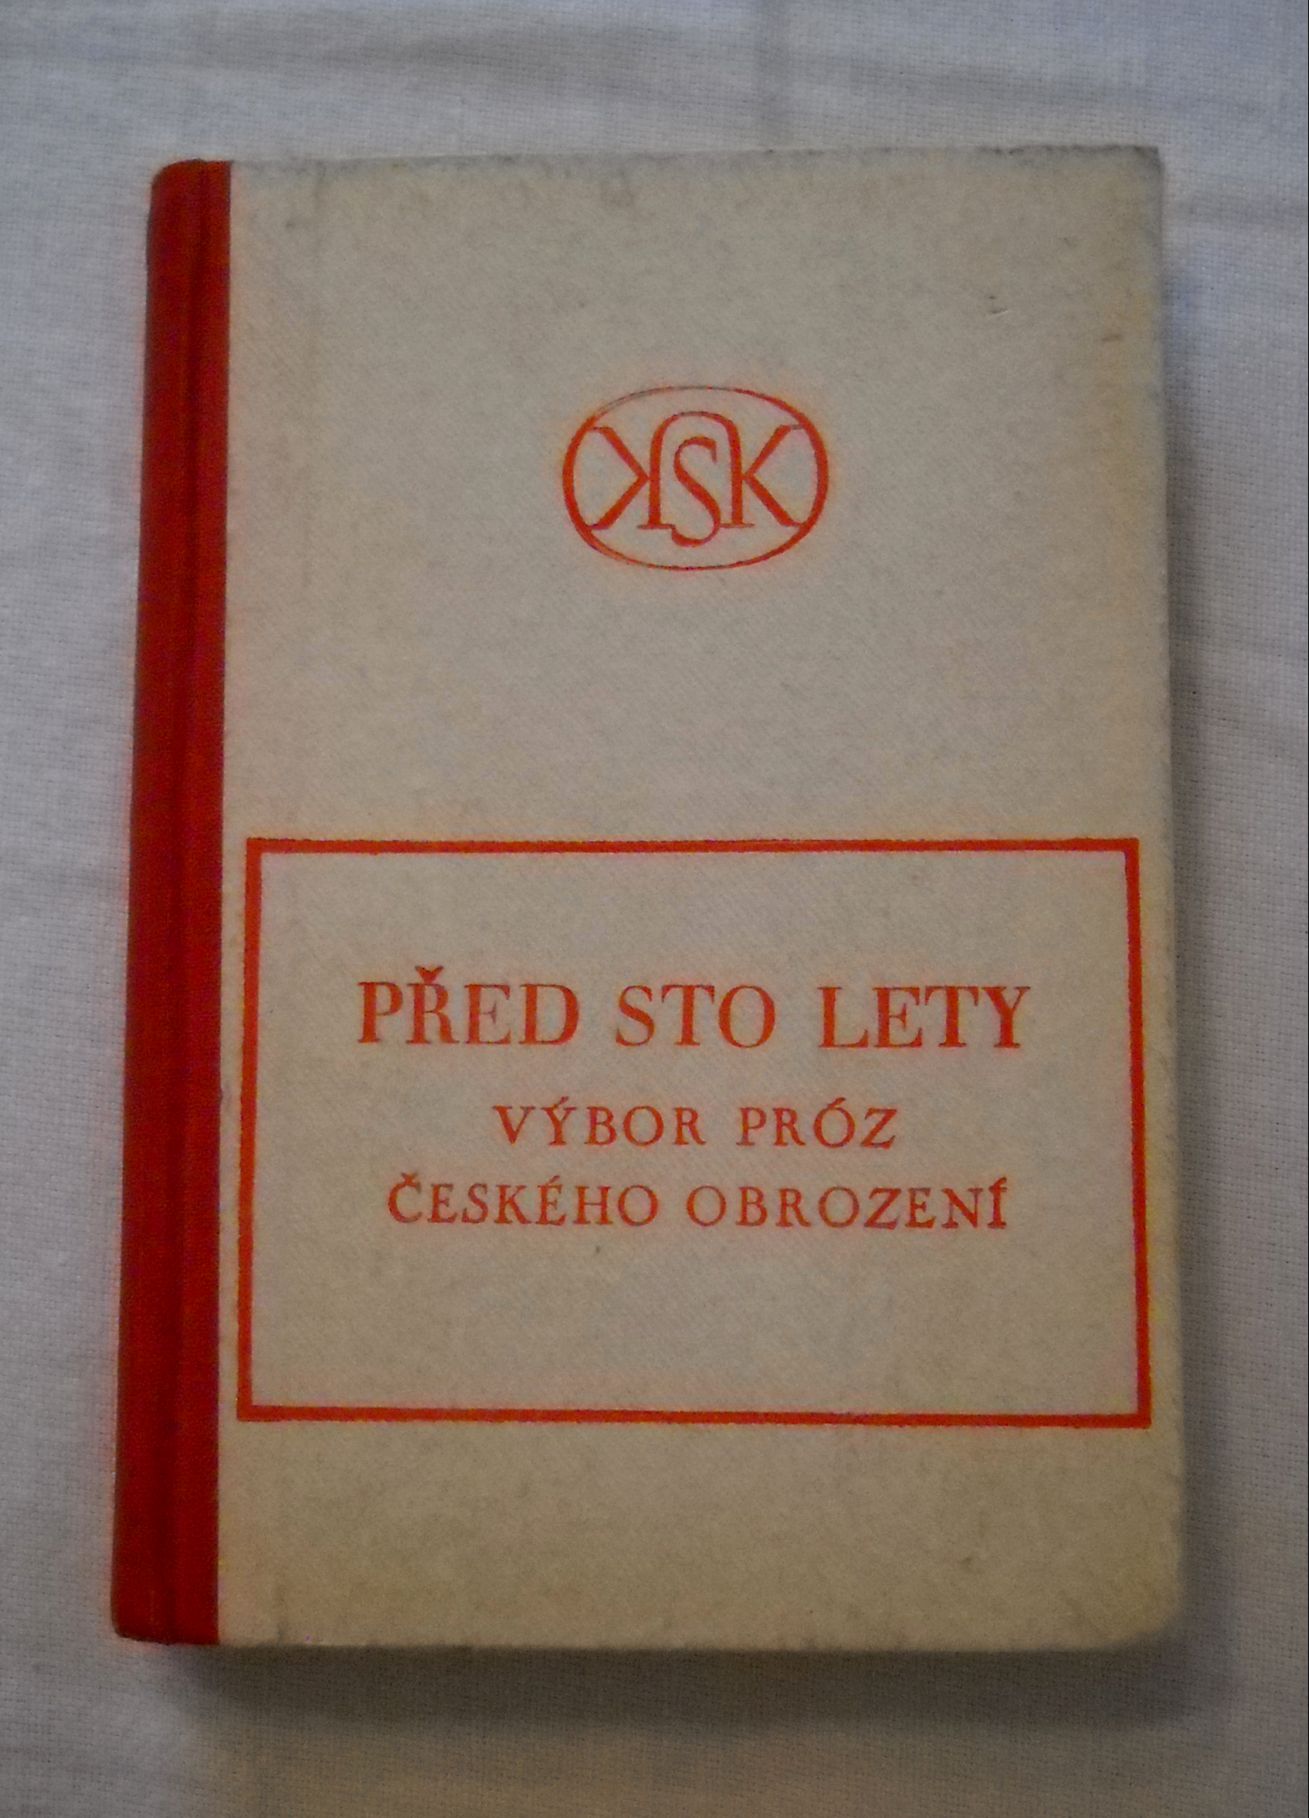 KSK
PŘED STO LETY
VÝBOR PRÓZ
ČESKÉHO OBROZENÍ